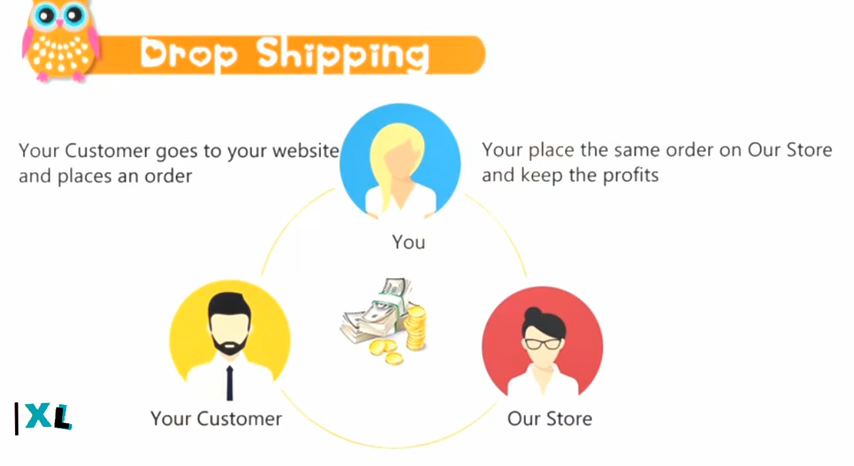 Drop Shipping
Your Customer goes to your website
and places an order
Your place the same order on Our Store
and keep the profits
You
Your Customer
Our Store
|XL